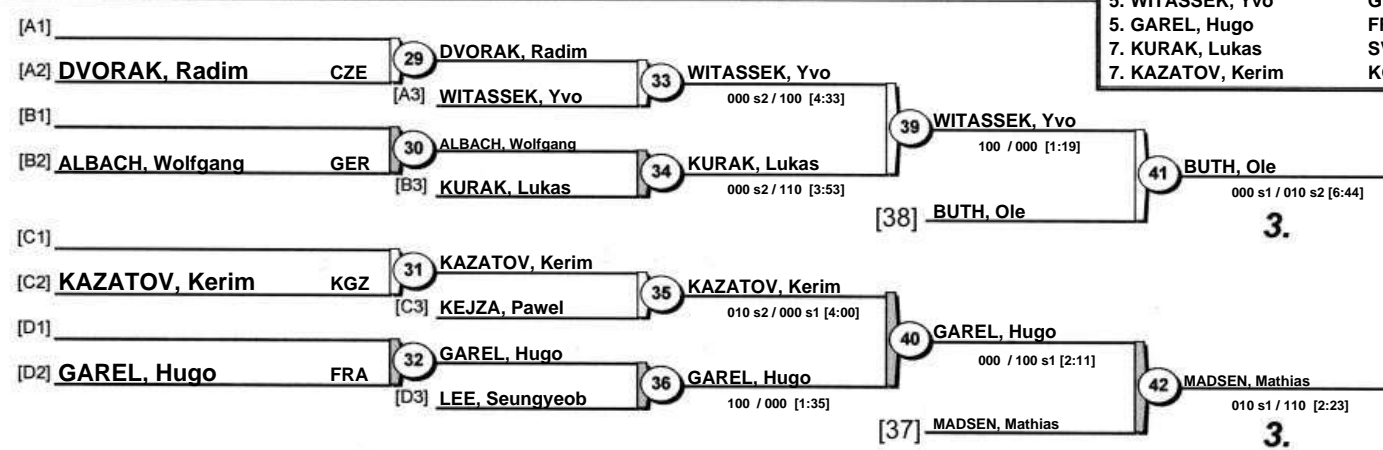 5. WITASSEK, Yvo G
5. GAREL, Hugo F
7. KURAK, Lukas S
7. KAZATOV, Kerim K
[A1]
[A2] DVORAK, Radim CZE
29
DVORAK, Radim
[A3] WITASSEK, Yvo
33
WITASSEK, Yvo
000 s2 / 100 [4:33]
[B1]
[B2] ALBACH, Wolfgang GER
30
ALBACH, Wolfgang
[B3] KURAK, Lukas
34
KURAK, Lukas
000 s2 / 110 [3:53]
39
WITASSEK, Yvo
100 / 000 [1:19]
[38] BUTH, Ole
41
BUTH, Ole
000 s1 / 010 s2 [6:44]
3.
[C1]
[C2] KAZATOV, Kerim KGZ
31
KAZATOV, Kerim
[C3] KEJZA, Pawel
35
KAZATOV, Kerim
010 s2 / 000 s1 [4:00]
[D1]
[D2] GAREL, Hugo FRA
32
GAREL, Hugo
[D3] LEE, Seungyeob
36
GAREL, Hugo
100 / 000 [1:35]
40
GAREL, Hugo
000 / 100 s1 [2:11]
[37] MADSEN, Mathias
42
MADSEN, Mathias
010 s1 / 110 [2:23]
3.